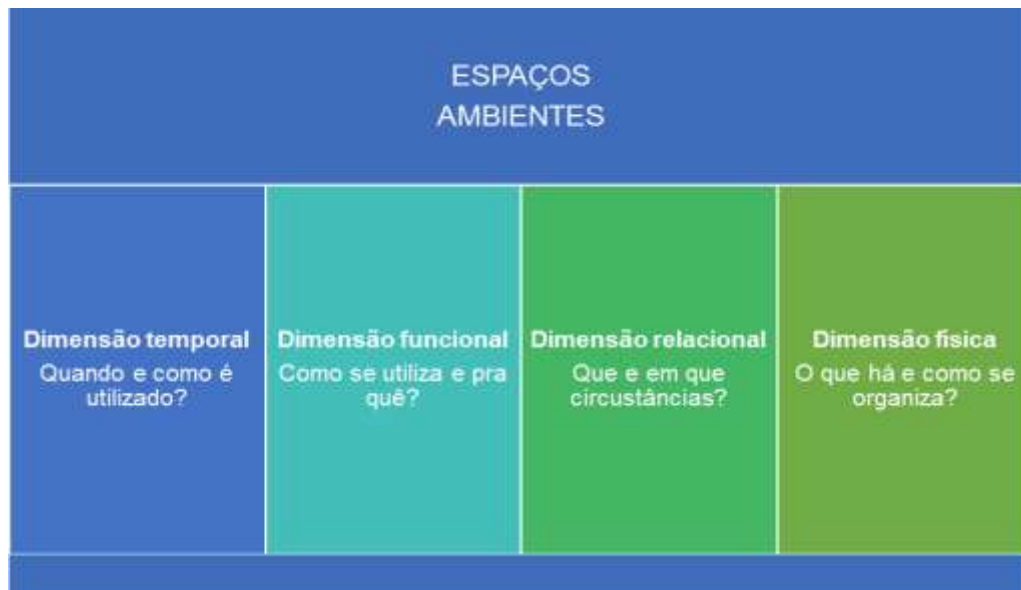 ESPAÇOS
AMBIENTES
Dimensão temporal
Quando e como é
utilizado?
Dimensão funcional
Como se utiliza e pra
quê?
Dimensão relacional
Que e em que
circustâncias?
Dimensão física
O que há e como se
organiza?